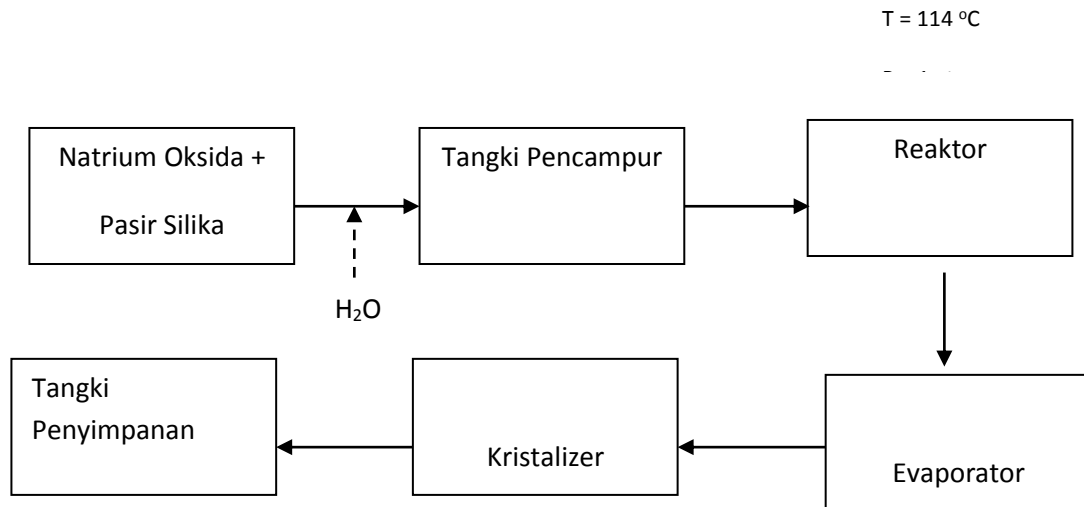 T = 114 °C
Natrium Oksida +
Pasir Silika
Tangki Pencampur
Reaktor
H₂O
Tangki
Penyimpanan
Kristalizer
Evaporator